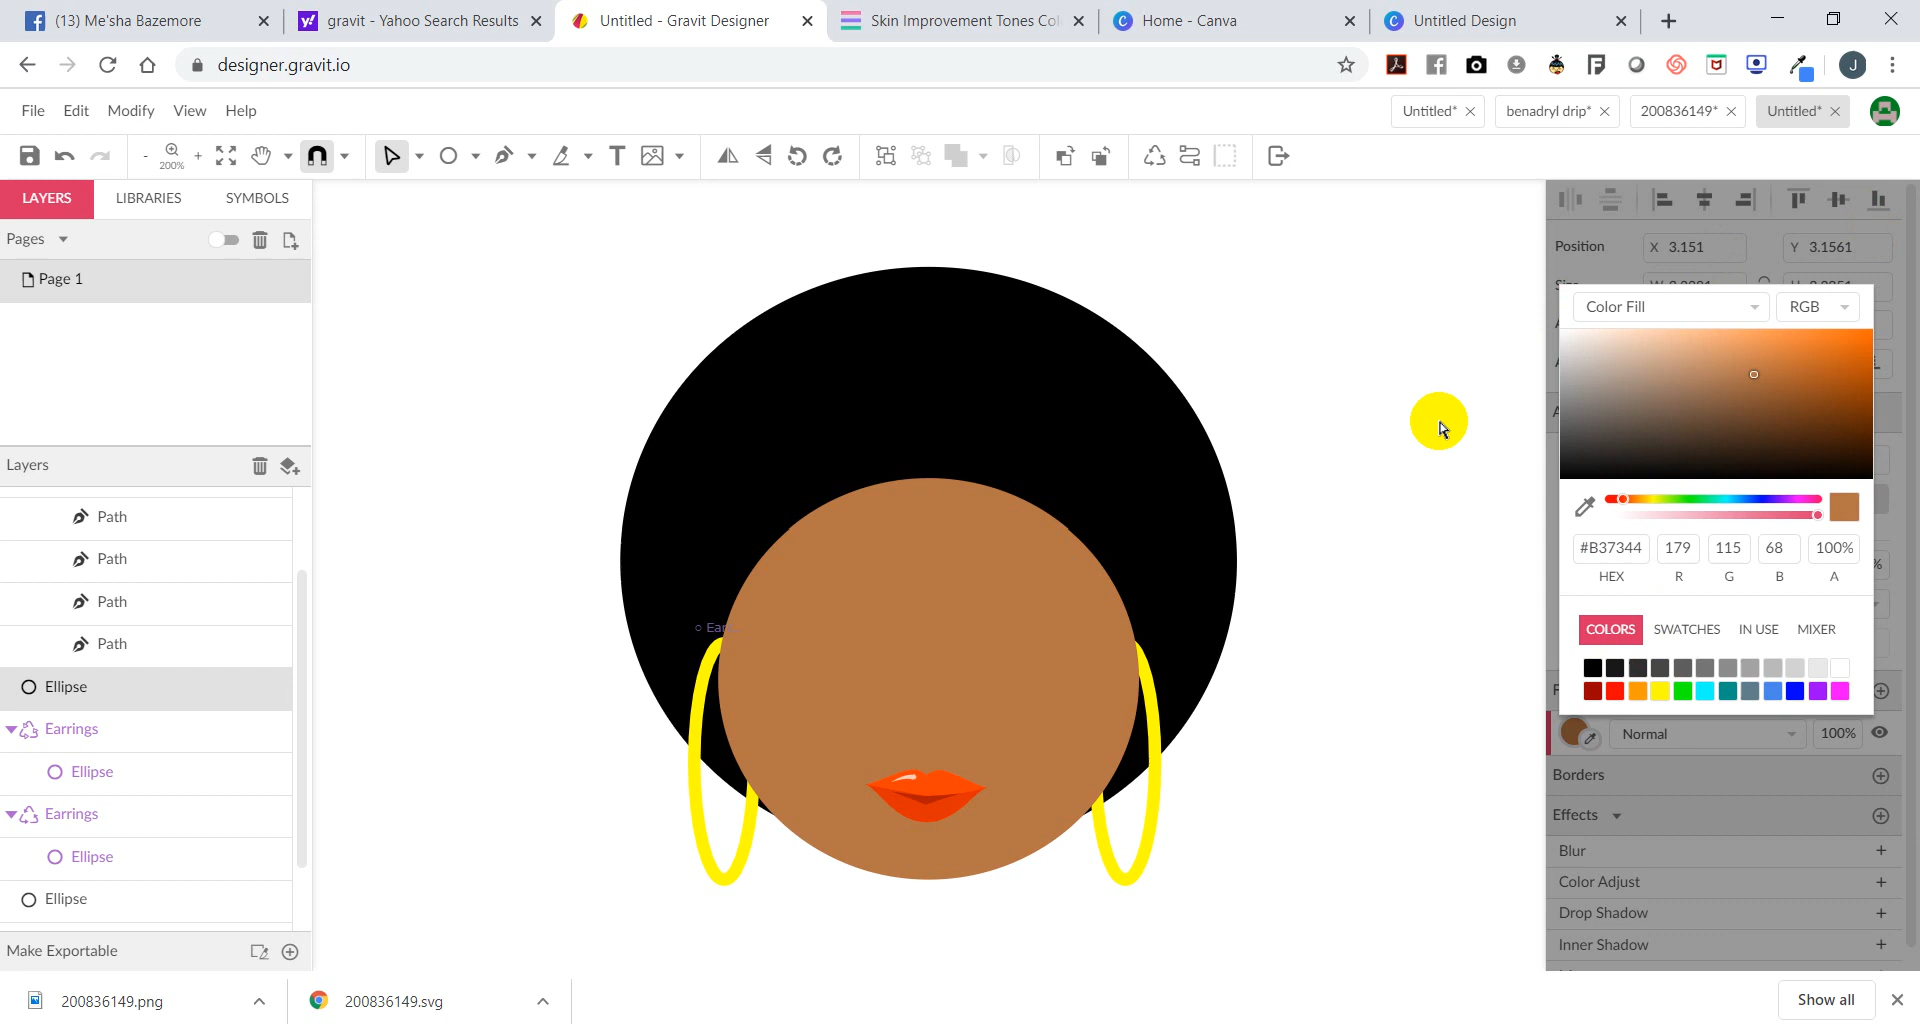 (13) Me'sha Bazemore
gravit - Yahoo Search Results
Untitled - Gravit Designer
Skin Improvement Tones Col
Home - Canva
Untitled Design
designer.gravit.io
J
File Edit Modify View Help
Untitled*
benadryl drip*
200836149*
Untitled*
- 200% +
LAYERS LIBRARIES SYMBOLS
Pages
Page 1
Layers
Path
Path
Path
Path
Ellipse
Earrings
Ellipse
Earrings
Ellipse
Ellipse
Make Exportable
Ear
Position X 3.151 Y 3.1561
Color Fill RGB
#B37344 179 115 68 100%
HEX R G B A
COLORS SWATCHES IN USE MIXER
Normal 100%
Borders
Effects
Blur +
Color Adjust +
Drop Shadow +
Inner Shadow +
200836149.png
200836149.svg
Show all